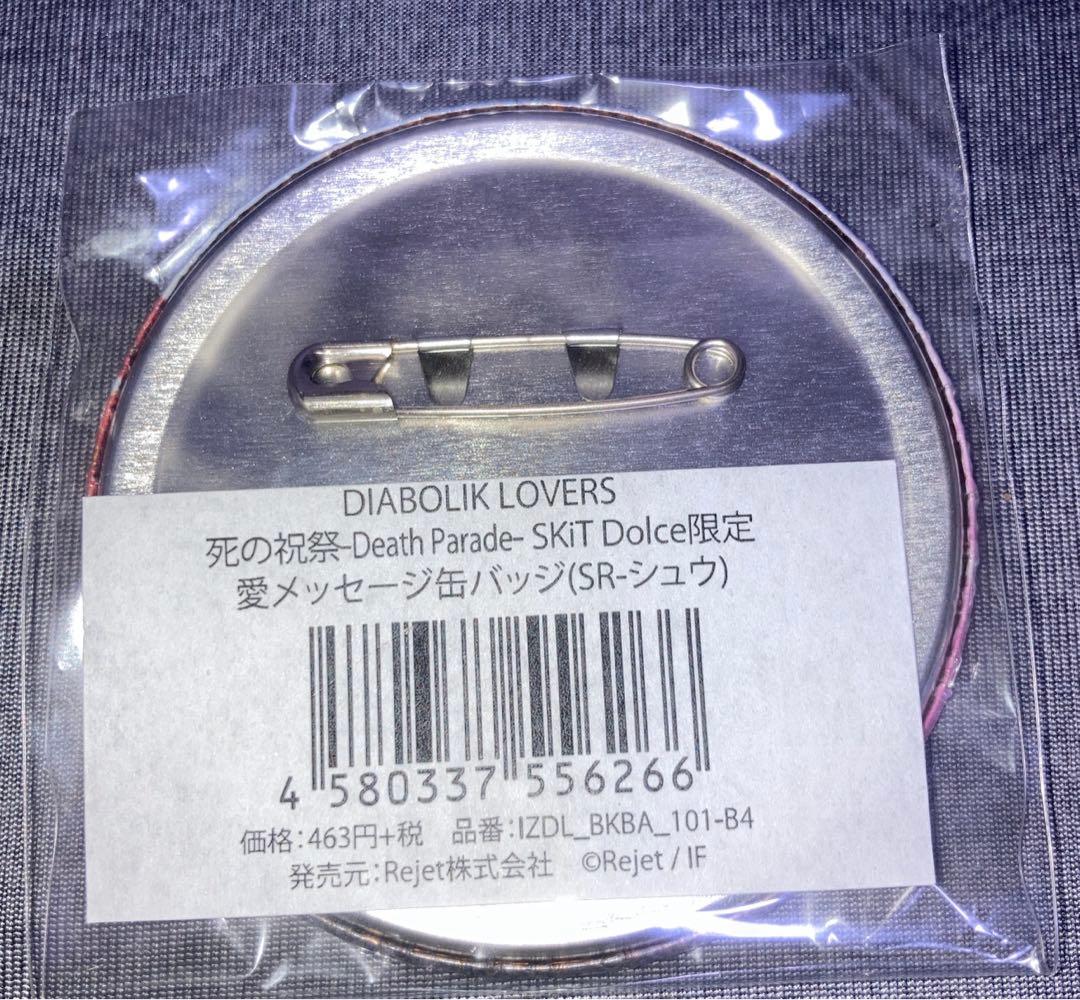 DIABOLIK LOVERS
死の祝祭-Death Parade- SKiT Dolce限定
愛メッセージ缶バッジ(SR-シュウ)
4 580337 556266
価格：463円+税 品番：IZDL_BKBA_101-B4
発売元：Rejet株式会社 ©Rejet / IF